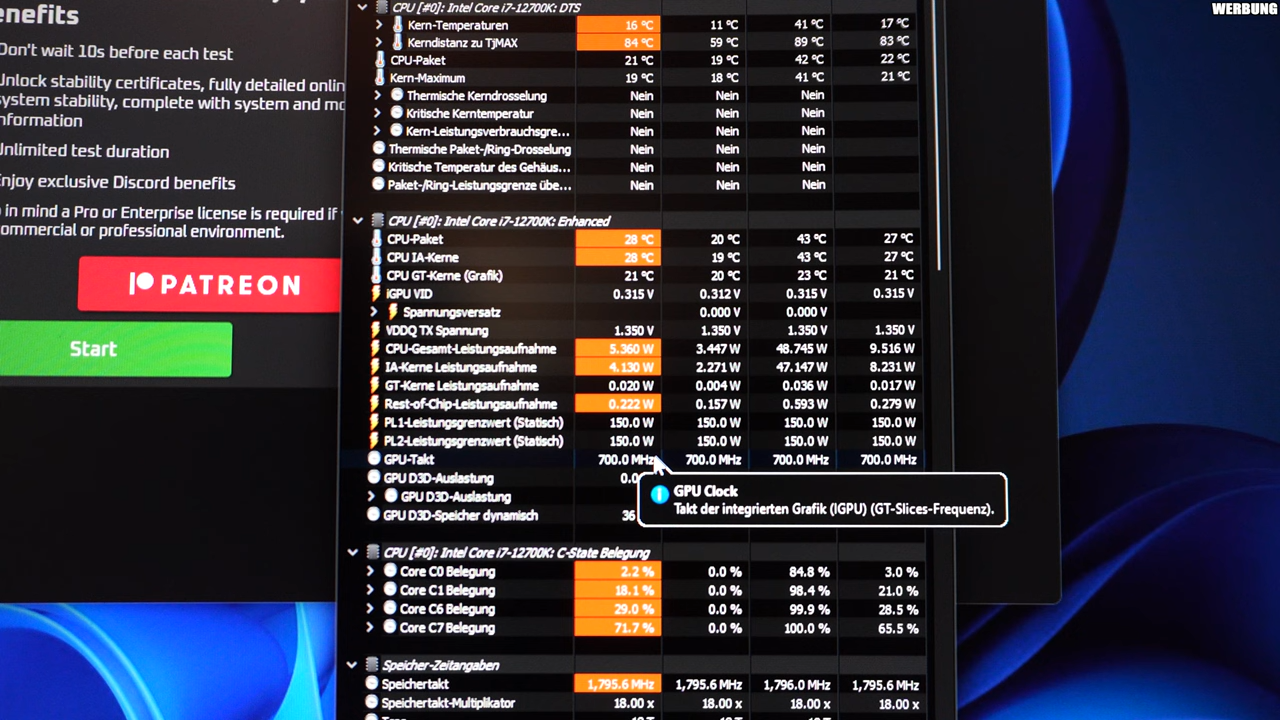 WERBUNG
enefits
Don't wait 10s before each test
Unlock stability certificates, fully detailed onlin
system stability, complete with system and mo
nformation
Unlimited test duration
Enjoy exclusive Discord benefits
in mind a Pro or Enterprise license is required if
ommercial or professional environment.
PATREON
Start
CPU [#0]: Intel Core i7-12700K: DTS
Kern-Temperaturen 16 °C 11 °C 41 °C 17 °C
Kerndistanz zu TjMAX 84 °C 59 °C 89 °C 83 °C
CPU-Paket 21 °C 19 °C 42 °C 22 °C
Kern-Maximum 19 °C 18 °C 41 °C 21 °C
Thermische Kerndrosselung Nein Nein Nein
Kritische Kerntemperatur Nein Nein Nein
Kern-Leistungsverbrauchsgre... Nein Nein Nein
Thermische Paket-/Ring-Drosselung Nein Nein Nein
Kritische Temperatur des Gehäus... Nein Nein Nein
Paket-/Ring-Leistungsgrenze übe... Nein Nein Nein
CPU [#0]: Intel Core i7-12700K: Enhanced
CPU-Paket 28 °C 20 °C 43 °C 27 °C
CPU IA-Kerne 28 °C 19 °C 43 °C 27 °C
CPU GT-Kerne (Grafik) 21 °C 20 °C 23 °C 21 °C
iGPU VID 0.315 V 0.312 V 0.315 V 0.315 V
Spannungsversatz 0.000 V 0.000 V
VDDQ TX Spannung 1.350 V 1.350 V 1.350 V 1.350 V
CPU-Gesamt-Leistungsaufnahme 5.360 W 3.447 W 48.745 W 9.516 W
IA-Kerne Leistungsaufnahme 4.130 W 2.271 W 47.147 W 8.231 W
GT-Kerne Leistungsaufnahme 0.020 W 0.004 W 0.036 W 0.017 W
Rest-of-Chip-Leistungsaufnahme 0.222 W 0.157 W 0.593 W 0.279 W
PL1-Leistungsgrenzwert (Statisch) 150.0 W 150.0 W 150.0 W 150.0 W
PL2-Leistungsgrenzwert (Statisch) 150.0 W 150.0 W 150.0 W 150.0 W
GPU-Takt 700.0 MHz 700.0 MHz 700.0 MHz 700.0 MHz
GPU D3D-Auslastung 0.0
GPU D3D-Auslastung
GPU D3D-Speicher dynamisch 36
GPU Clock
Takt der integrierten Grafik (IGPU) (GT-Slices-Frequenz).
CPU [#0]: Intel Core i7-12700K: C-State Belegung
Core C0 Belegung 2.2 % 0.0 % 84.8 % 3.0 %
Core C1 Belegung 18.1 % 0.0 % 98.4 % 21.0 %
Core C6 Belegung 29.0 % 0.0 % 99.9 % 28.5 %
Core C7 Belegung 71.7 % 0.0 % 100.0 % 65.5 %
Speicher-Zeitangaben
Speichertakt 1,795.6 MHz 1,795.6 MHz 1,796.0 MHz 1,795.6 MHz
Speichertakt-Multiplikator 18.00 x 18.00 x 18.00 x 18.00 x